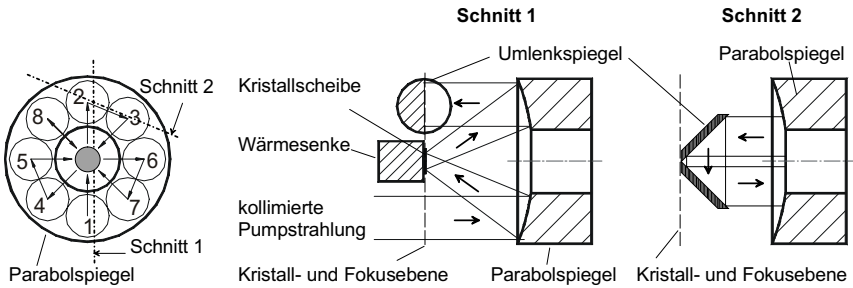 Schnitt 1
Schnitt 2
Umlenkspiegel
Parabolspiegel
Kristallscheibe
Schnitt 2
2
3
8
5
6
Wärmesenke
4
7
1
kollimierte
Pumpstrahlung
Schnitt 1
Parabolspiegel
Kristall- und Fokusebene
Parabolspiegel
Kristall- und Fokusebene